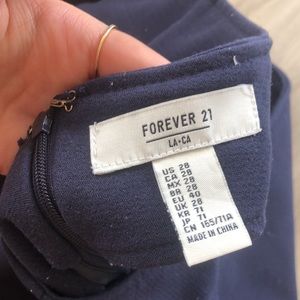 FOREVER 21
LA•CA
US 28
CA 28
MX 28
BR 28
EU 40
UK 28
KR 71
JP 71
CN 165/71A
MADE IN CHINA